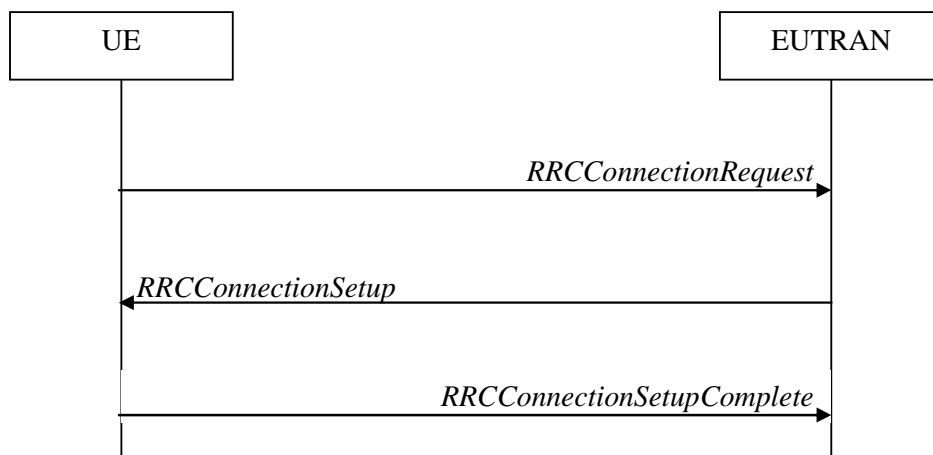 UE
EUTRAN
RRCConnectionRequest
RRCConnectionSetup
RRCConnectionSetupComplete